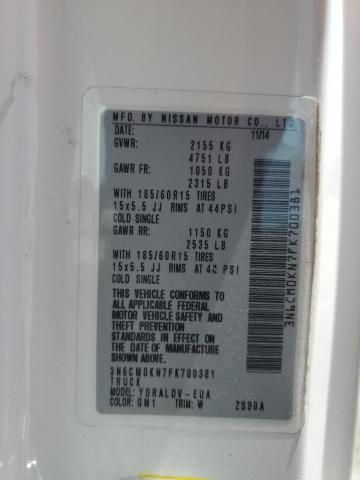 MFD. BY NISSAN MOTOR CO., LTD.
DATE: 11/14
GVWR: 2155 KG
4751 LB
GAWR FR: 1050 KG
2315 LB
WITH 185/60R15 TIRES
15x5.5 JJ RIMS AT 44PSI
COLD SINGLE
GAWR RR: 1150 KG
2535 LB
WITH 185/60R15 TIRES
15x5.5 JJ RIMS AT PSI
COLD SINGLE
THIS VEHICLE CONFORMS TO
ALL APPLICABLE FEDERAL
MOTOR VEHICLE SAFETY AND
THEFT PREVENTION
STANDARDS IN EFFECT ON
THE DATE OF MANUFACTURE
SHOWN ABOVE.
3N6CM0KN7FK700381
TRUCK
MODEL: YDRALDV-EUA
COLOR: QM1 TRIM: W ZS00A
3N6CM0KN7FK700381